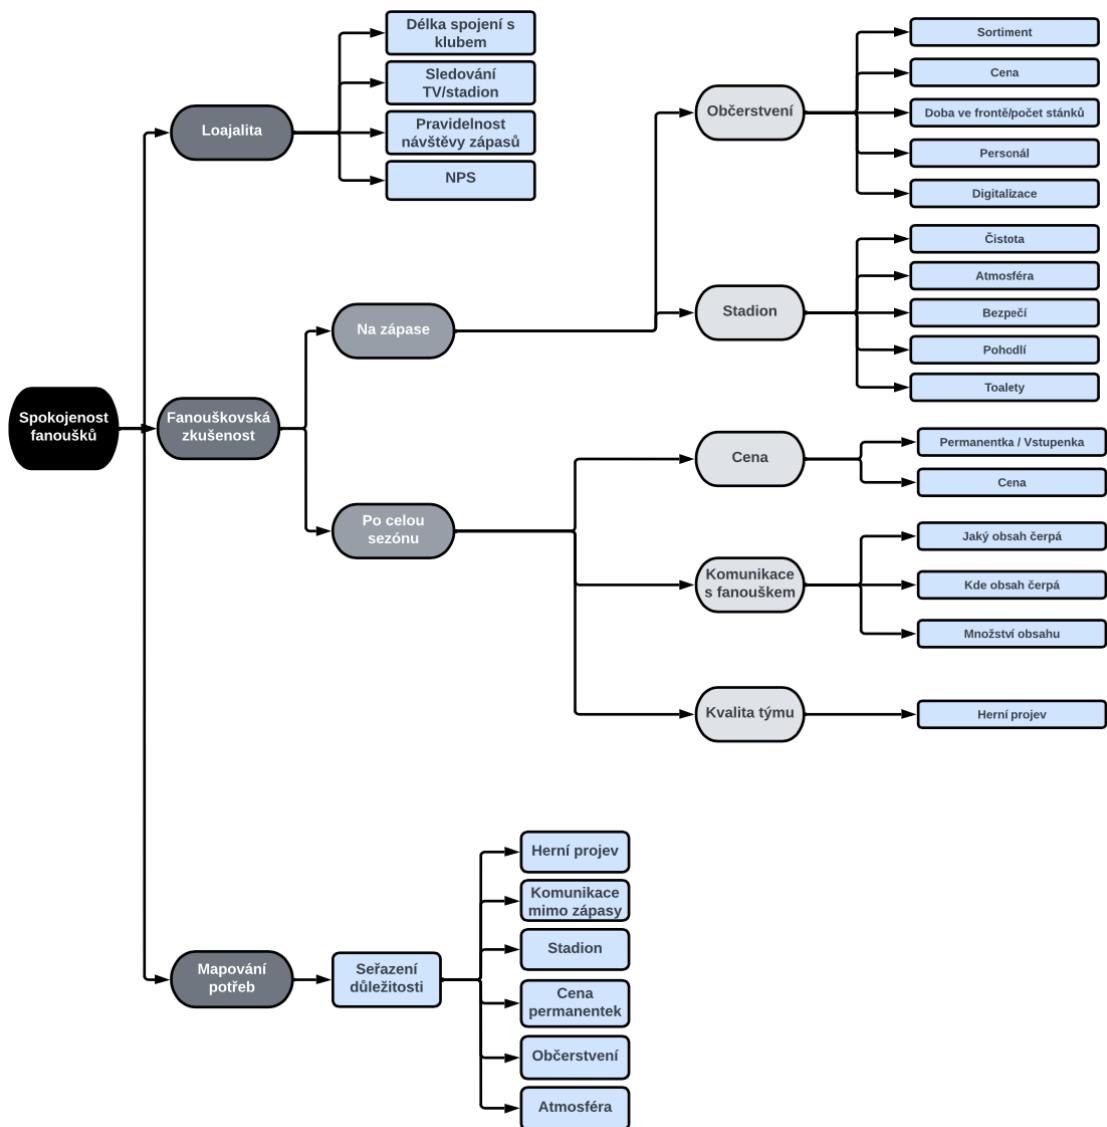 Délka spojení s
klubem
Sledování
TV/stadion
Loajalita
Pravidelnost
návštěvy zápasů
NPS
Sortiment
Cena
Občerstvení
Doba ve frontě/počet stánků
Personál
Digitalizace
Čistota
Atmosféra
Stadion
Bezpečí
Pohodlí
Toalety
Na zápase
Spokojenost
fanoušků
Fanouškovská
zkušenost
Po celou
sezónu
Cena
Permanentka / Vstupenka
Cena
Komunikace
s fanouškem
Jaký obsah čerpá
Kde obsah čerpá
Množství obsahu
Kvalita týmu
Herní projev
Mapování
potřeb
Seřazení
důležitosti
Herní projev
Komunikace
mimo zápasy
Stadion
Cena
permanentek
Občerstvení
Atmosféra